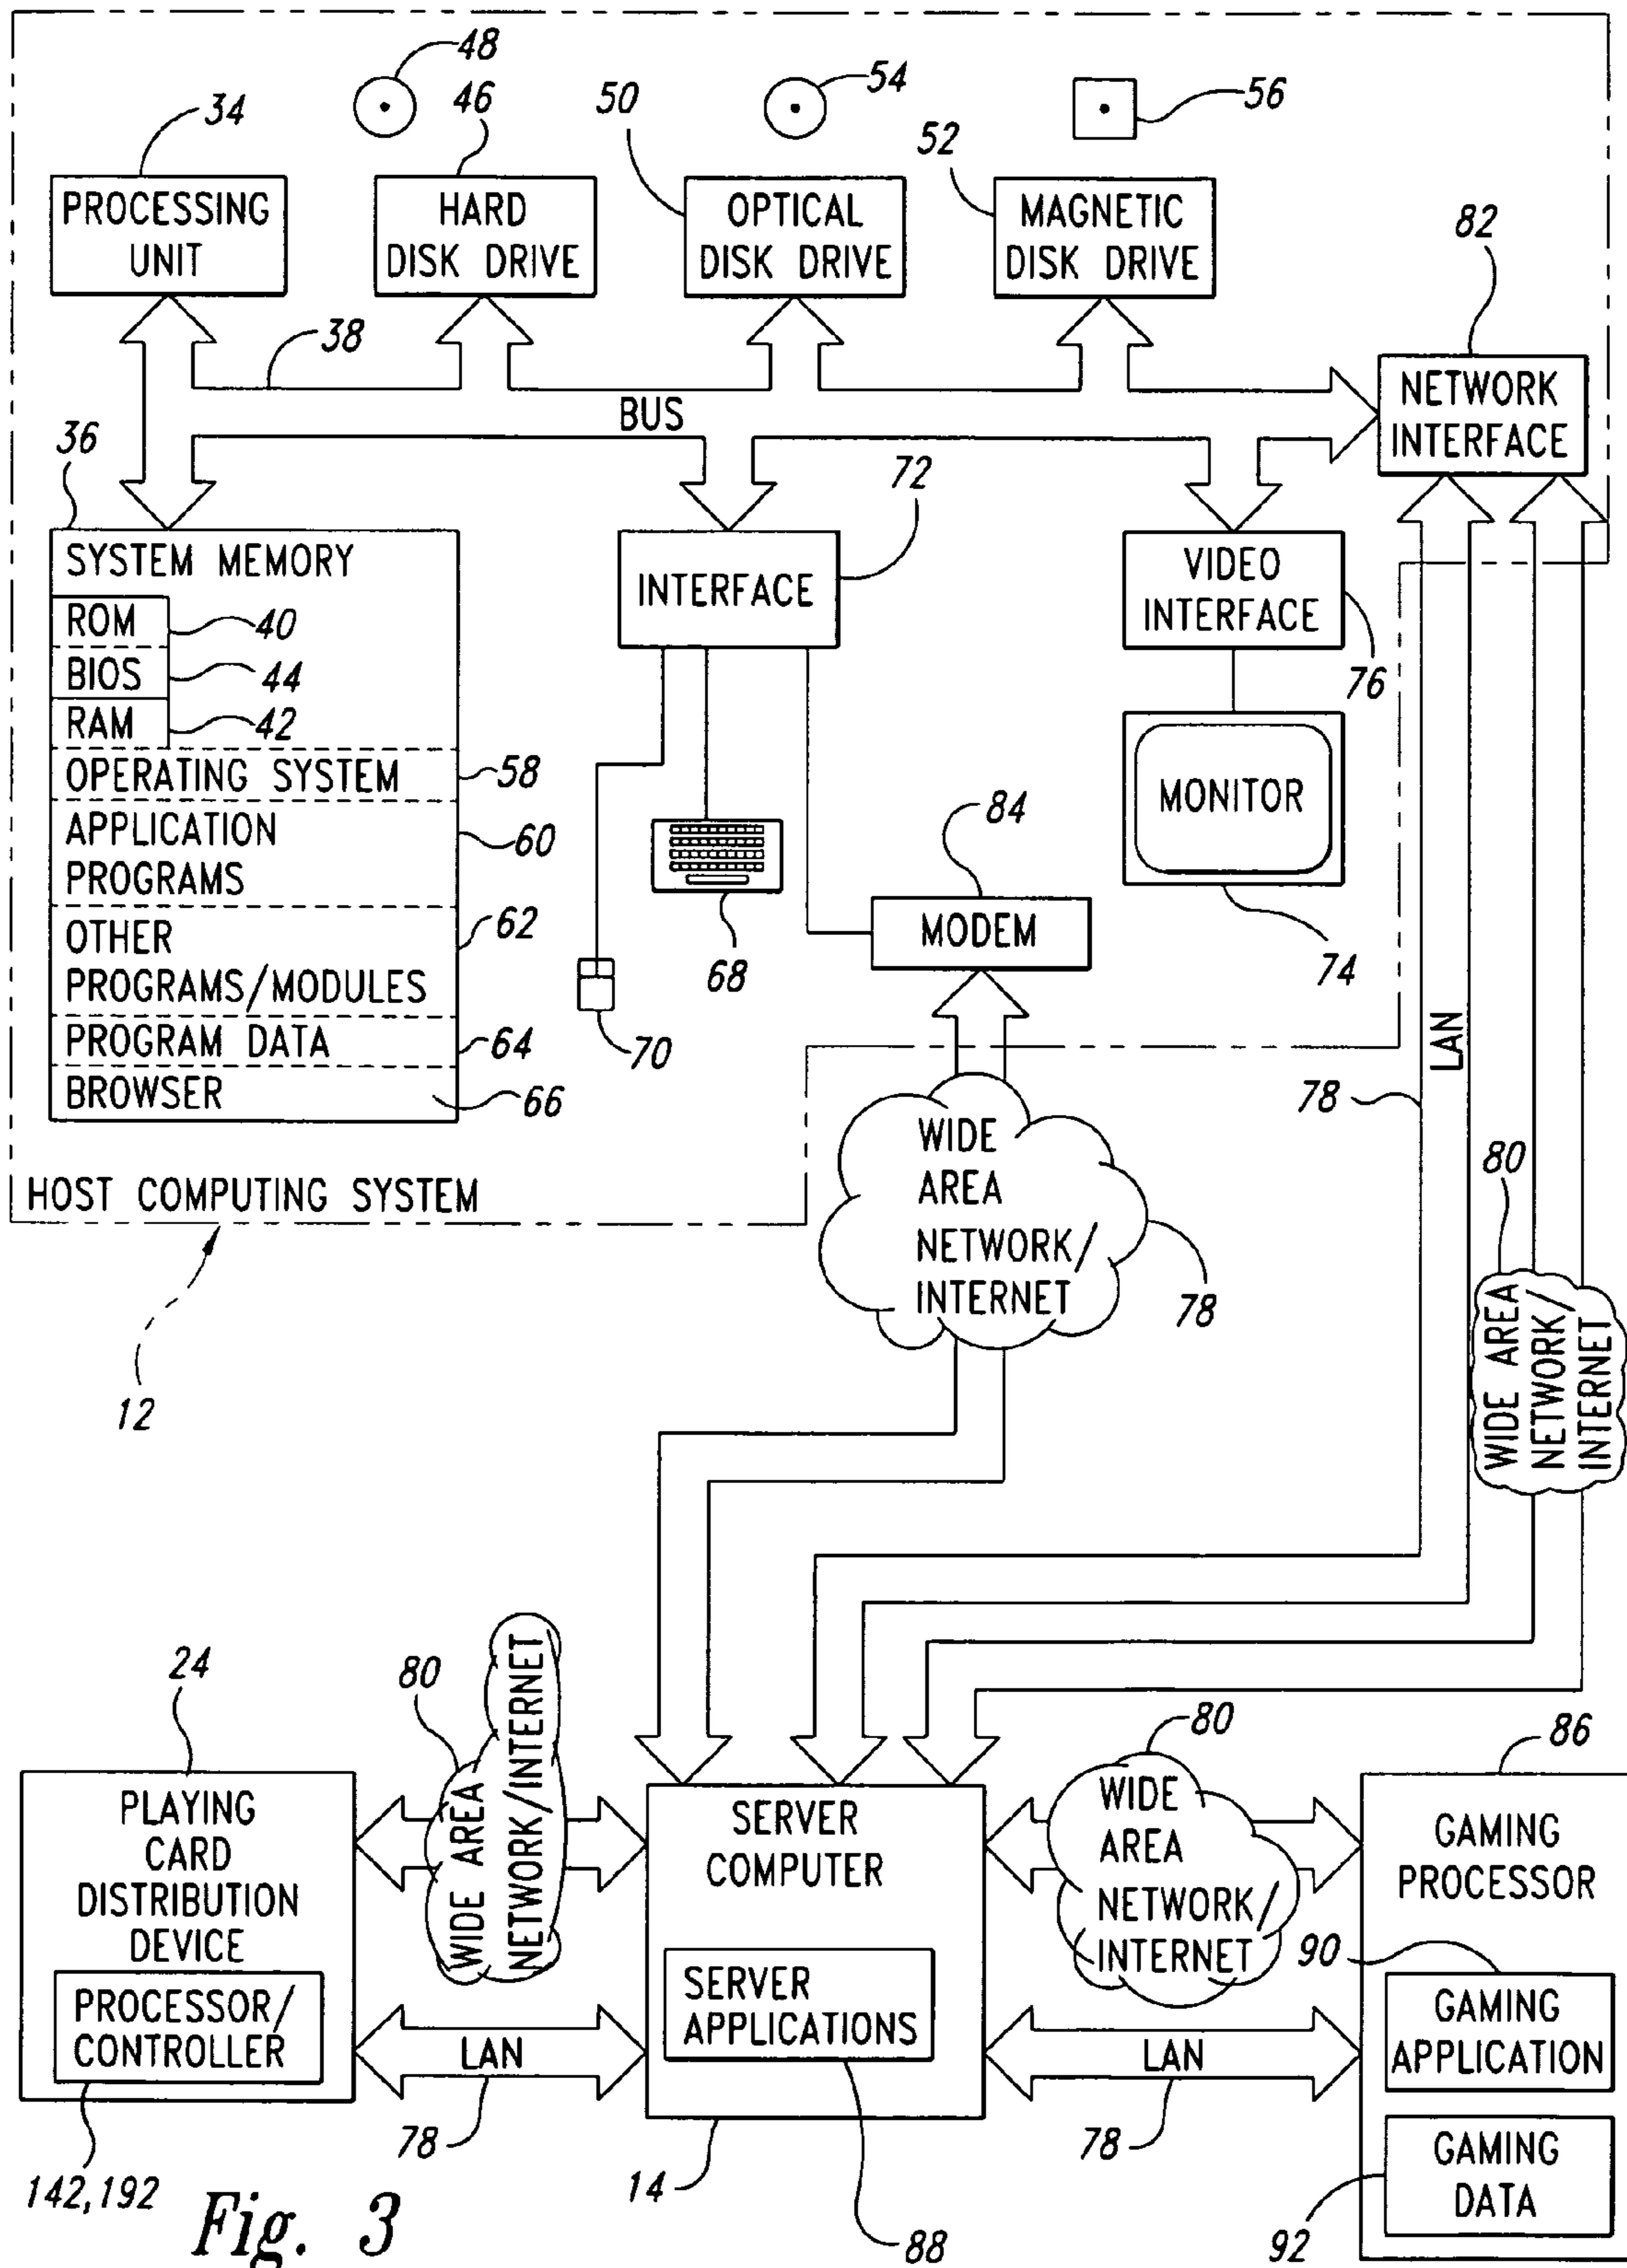 48
54
56
34
46
50
52
82
PROCESSING
UNIT
HARD
DISK DRIVE
OPTICAL
DISK DRIVE
MAGNETIC
DISK DRIVE
NETWORK
INTERFACE
38
BUS
36
72
SYSTEM MEMORY
ROM
40
BIOS
44
RAM
42
OPERATING SYSTEM
58
APPLICATION
PROGRAMS
60
OTHER
PROGRAMS/MODULES
62
PROGRAM DATA
64
BROWSER
66
INTERFACE
VIDEO
INTERFACE
76
MONITOR
74
68
70
84
MODEM
LAN
78
80
HOST COMPUTING SYSTEM
12
WIDE
AREA
NETWORK/
INTERNET
78
WIDE AREA
NETWORK/
INTERNET
24
80
80
86
PLAYING
CARD
DISTRIBUTION
DEVICE
PROCESSOR/
CONTROLLER
142,192
WIDE AREA
NETWORK/INTERNET
LAN
78
SERVER
COMPUTER
SERVER
APPLICATIONS
14
88
WIDE
AREA
NETWORK/
INTERNET
LAN
78
GAMING
PROCESSOR
90
GAMING
APPLICATION
GAMING
DATA
92
Fig. 3